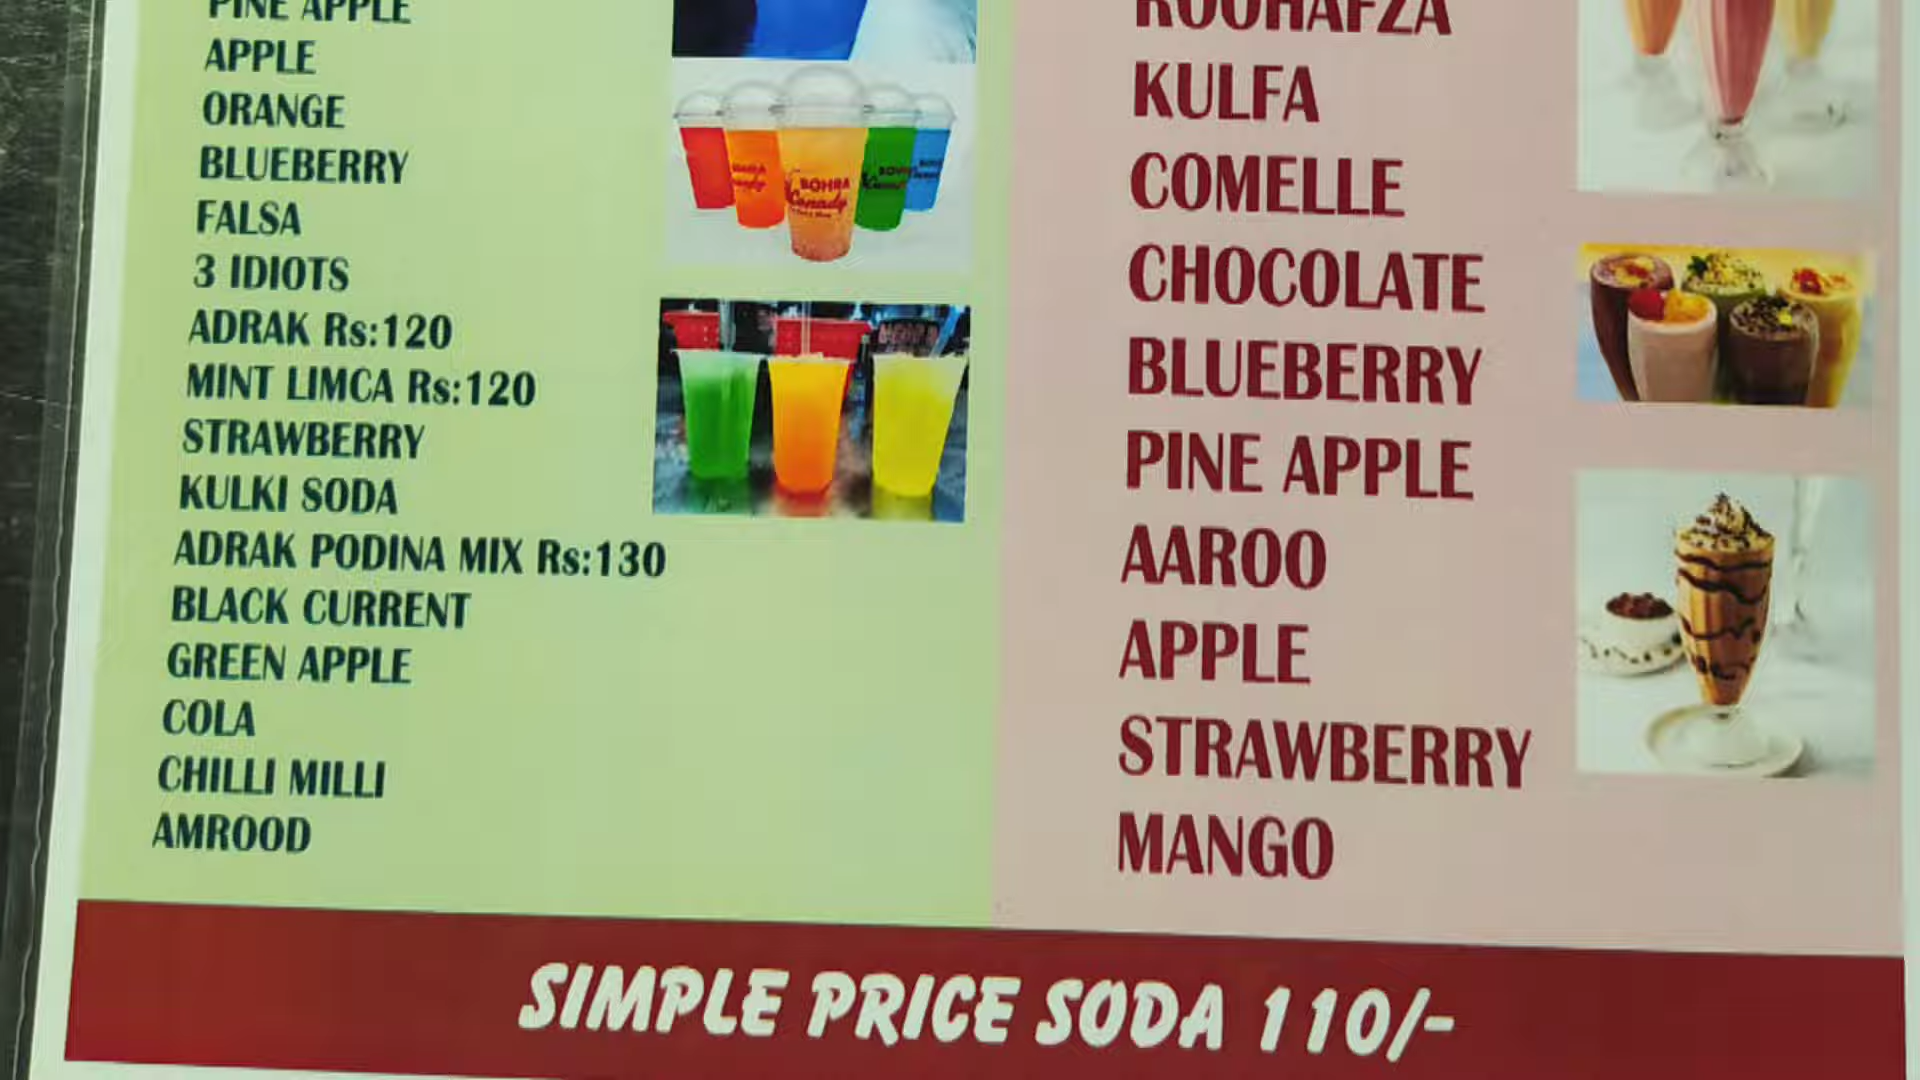 PINE APPLE
APPLE
ORANGE
BLUEBERRY
FALSA
3 IDIOTS
ADRAK Rs:120
MINT LIMCA Rs:120
STRAWBERRY
KULKI SODA
ADRAK PODINA MIX Rs:130
BLACK CURRENT
GREEN APPLE
COLA
CHILLI MILLI
AMROOD
BOHRA
ROOHAFZA
KULFA
COMELLE
CHOCOLATE
BLUEBERRY
PINE APPLE
AAROO
APPLE
STRAWBERRY
MANGO
SIMPLE PRICE SODA 110/-